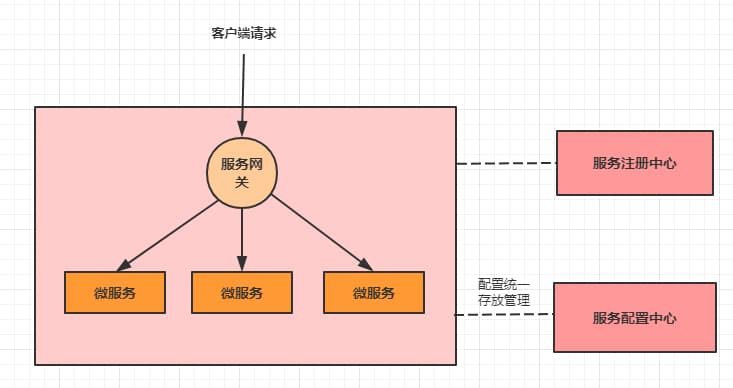 客户端请求
服务网
关
服务注册中心
微服务
微服务
微服务
配置统一
存放管理
服务配置中心